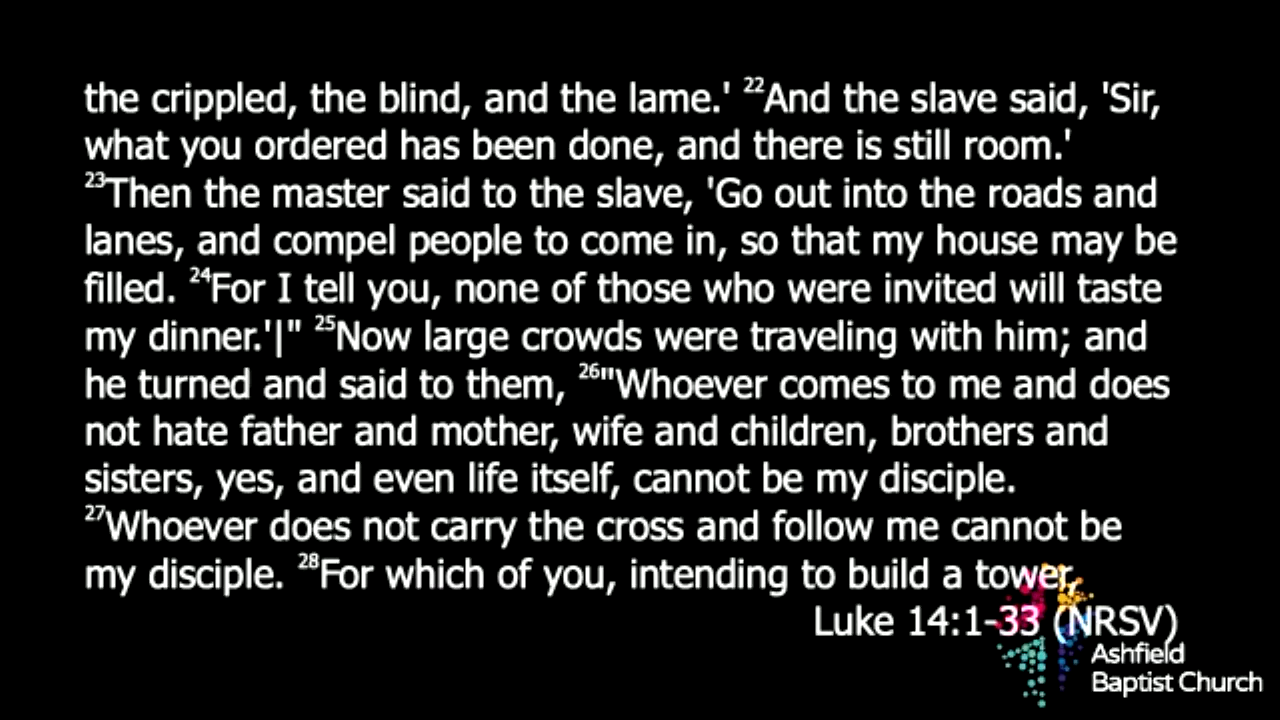 the crippled, the blind, and the lame.' 22And the slave said, 'Sir,
what you ordered has been done, and there is still room.'
23Then the master said to the slave, 'Go out into the roads and
lanes, and compel people to come in, so that my house may be
filled. 24For I tell you, none of those who were invited will taste
my dinner.'|" 25Now large crowds were traveling with him; and
he turned and said to them, 26"Whoever comes to me and does
not hate father and mother, wife and children, brothers and
sisters, yes, and even life itself, cannot be my disciple.
27Whoever does not carry the cross and follow me cannot be
my disciple. 28For which of you, intending to build a tower,
Luke 14:1-33 (NRSV)
Ashfield
Baptist Church